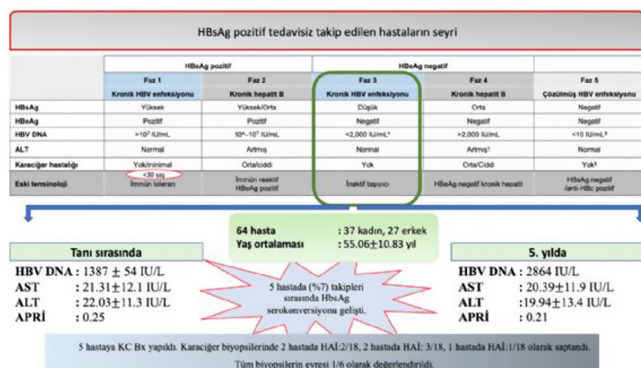 HBsAg pozitif tedavisiz takip edilen hastaların seyri
HBeAg pozitif HBeAg negatif
Faz 1 Faz 2 Faz 3 Faz 4 Faz 5
Kronik HBV enfeksiyonu Kronik hepatit B Kronik HBV enfeksiyonu Kronik hepatit B Çözülmüş HBV enfeksiyonu
HBsAg Yüksek Yüksek/Orta Düşük Orta Negatif
HBeAg Pozitif Pozitif Negatif Negatif Negatif
HBV DNA >10⁷ IU/mL 10⁴–10⁷ IU/mL <2,000 IU/mL* >2,000 IU/mL <10 IU/mL‡
ALT Normal Artmış Normal Artmış† Normal
Karaciğer hastalığı Yok/minimal Orta/ciddi Yok Orta/Ciddi Yok§
<30 yaş
Eski terminoloji İmmün toleran İmmün reaktif HBeAg pozitif İnaktif taşıyıcı HBeAg negatif kronik hepatit HBsAg negatif /anti-HBc pozitif
64 hasta : 37 kadın, 27 erkek
Yaş ortalaması : 55.06±10.83 yıl
Tanı sırasında
HBV DNA : 1387 ± 54 IU/L
AST : 21.31±12.1 IU/L
ALT : 22.03±11.3 IU/L
APRİ : 0.25
5 hastada (%7) takipleri
sırasında HbsAg
serokonversiyonu gelişti.
5. yılda
HBV DNA : 2864 IU/L
AST : 20.39±11.9 IU/L
ALT :19.94±13.4 IU/L
APRİ : 0.21
5 hastaya KC Bx yapıldı. Karaciğer biyopsilerinde 2 hastada HAİ:2/18, 2 hastada HAİ: 3/18, 1 hastada HAİ:1/18 olarak saptandı.
Tüm biyopsilerin evresi 1/6 olarak değerlendirildi.